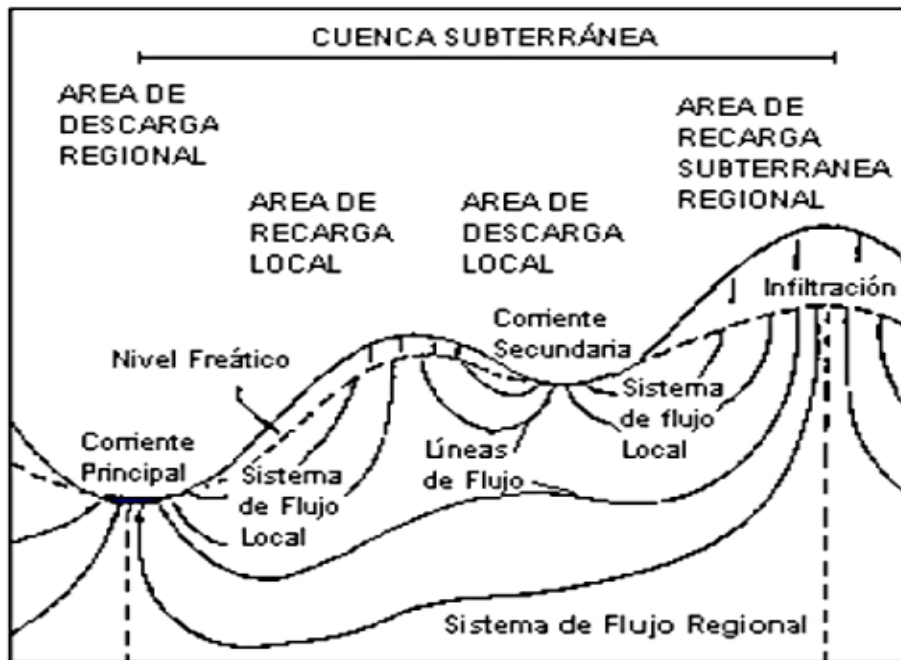 CUENCA SUBTERRÁNEA
AREA DE
DESCARGA
REGIONAL
AREA DE
RECARGA
SUBTERRANEA
REGIONAL
AREA DE
RECARGA
LOCAL
AREA DE
DESCARGA
LOCAL
Infiltración
Corriente
Secundaria
Nivel Freático
Sistema
de flujo
Local
Corriente
Principal
Líneas
de Flujo
Sistema
de Flujo
Local
Sistema de Flujo Regional